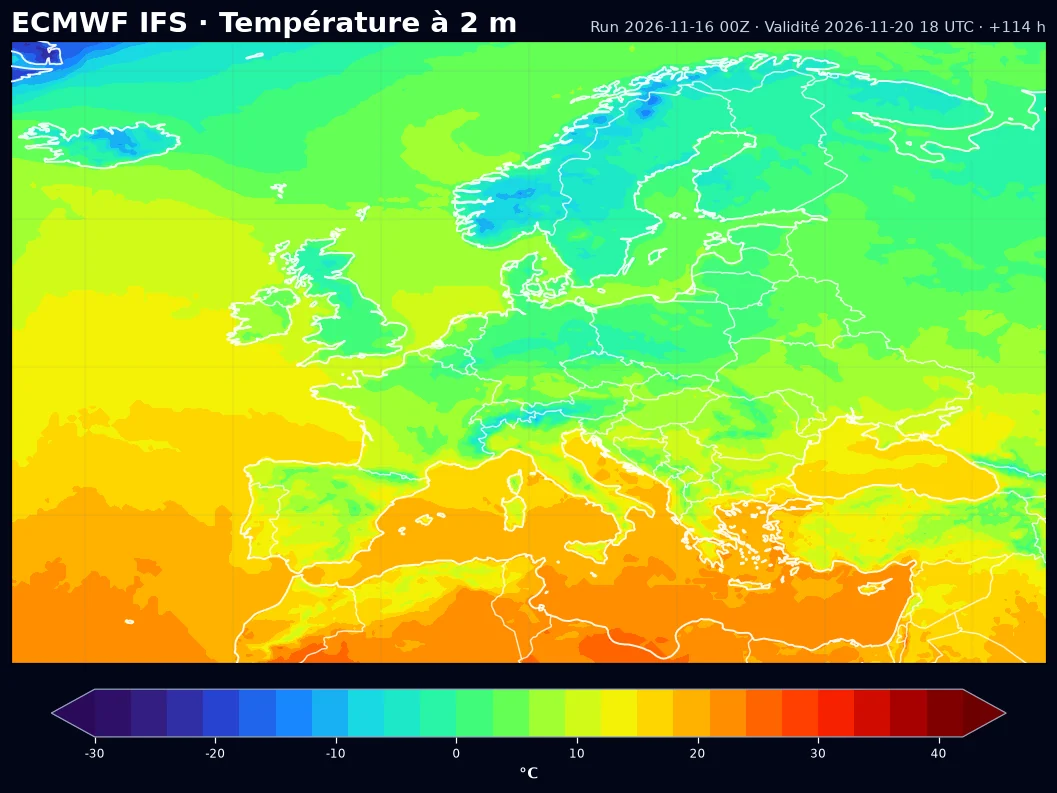 ECMWF IFS · Température à 2 m
Run 2026-11-16 00Z · Validité 2026-11-20 18 UTC · +114 h
-30 -20 -10 0 10 20 30 40
°C